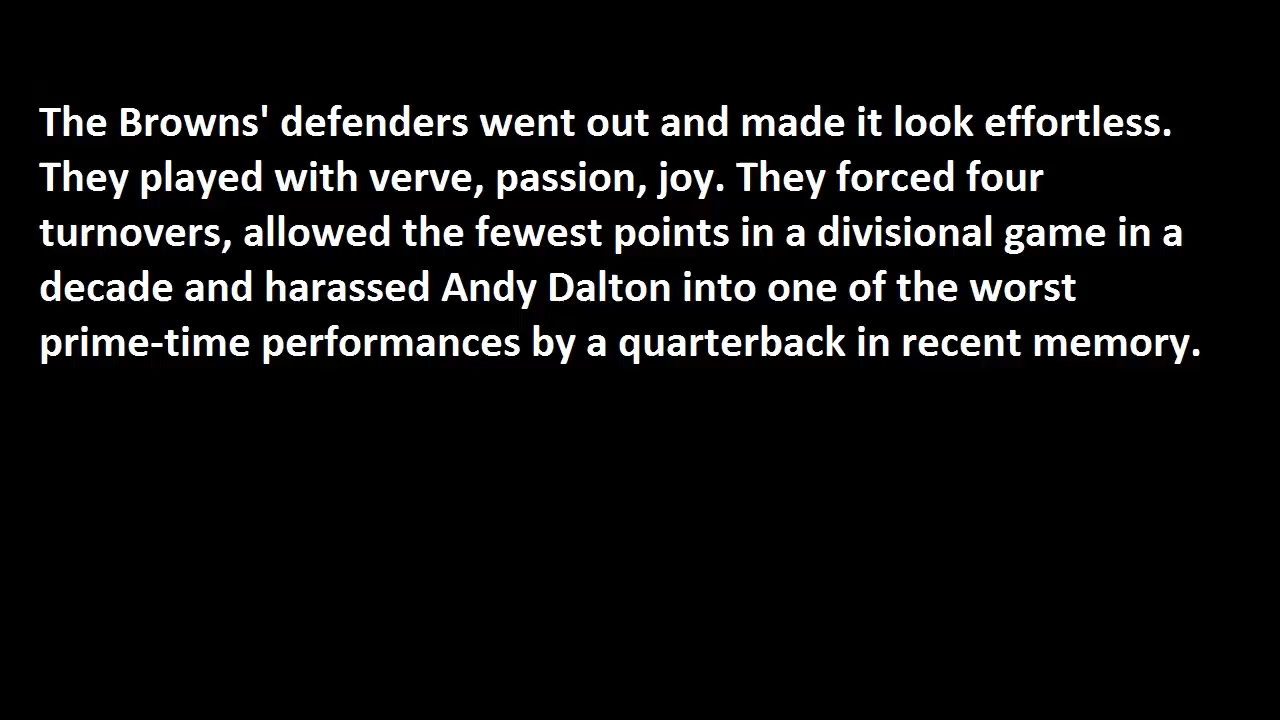 The Browns' defenders went out and made it look effortless.
They played with verve, passion, joy. They forced four
turnovers, allowed the fewest points in a divisional game in a
decade and harassed Andy Dalton into one of the worst
prime-time performances by a quarterback in recent memory.